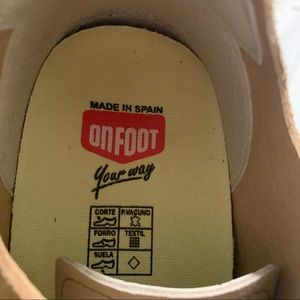 MADE IN SPAIN
ONFOOT
Your way
CORTE P.VACUNO
FORRO TEXTIL
SUELA